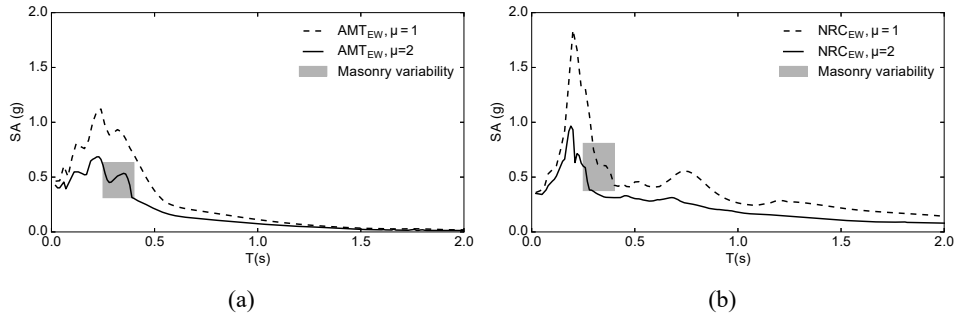 2.0
1.5
1.0
0.5
0.0
SA (g)
AMT_EW, μ = 1
AMT_EW, μ=2
Masonry variability
0.0 0.5 1.0 1.5 2.0
T(s)
(a)
2.0
1.5
1.0
0.5
0.0
SA (g)
NRC_EW, μ = 1
NRC_EW, μ=2
Masonry variability
0.0 0.5 1.0 1.5 2.0
T(s)
(b)